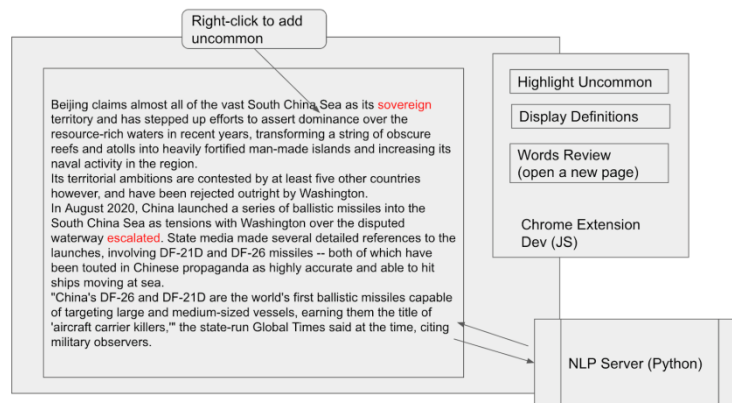 Right-click to add
uncommon
Beijing claims almost all of the vast South China Sea as its sovereign
territory and has stepped up efforts to assert dominance over the
resource-rich waters in recent years, transforming a string of obscure
reefs and atolls into heavily fortified man-made islands and increasing its
naval activity in the region.
Its territorial ambitions are contested by at least five other countries
however, and have been rejected outright by Washington.
In August 2020, China launched a series of ballistic missiles into the
South China Sea as tensions with Washington over the disputed
waterway escalated. State media made several detailed references to the
launches, involving DF-21D and DF-26 missiles -- both of which have
been touted in Chinese propaganda as highly accurate and able to hit
ships moving at sea.
"China's DF-26 and DF-21D are the world's first ballistic missiles capable
of targeting large and medium-sized vessels, earning them the title of
'aircraft carrier killers,'" the state-run Global Times said at the time, citing
military observers.
Highlight Uncommon
Display Definitions
Words Review
(open a new page)
Chrome Extension
Dev (JS)
NLP Server (Python)